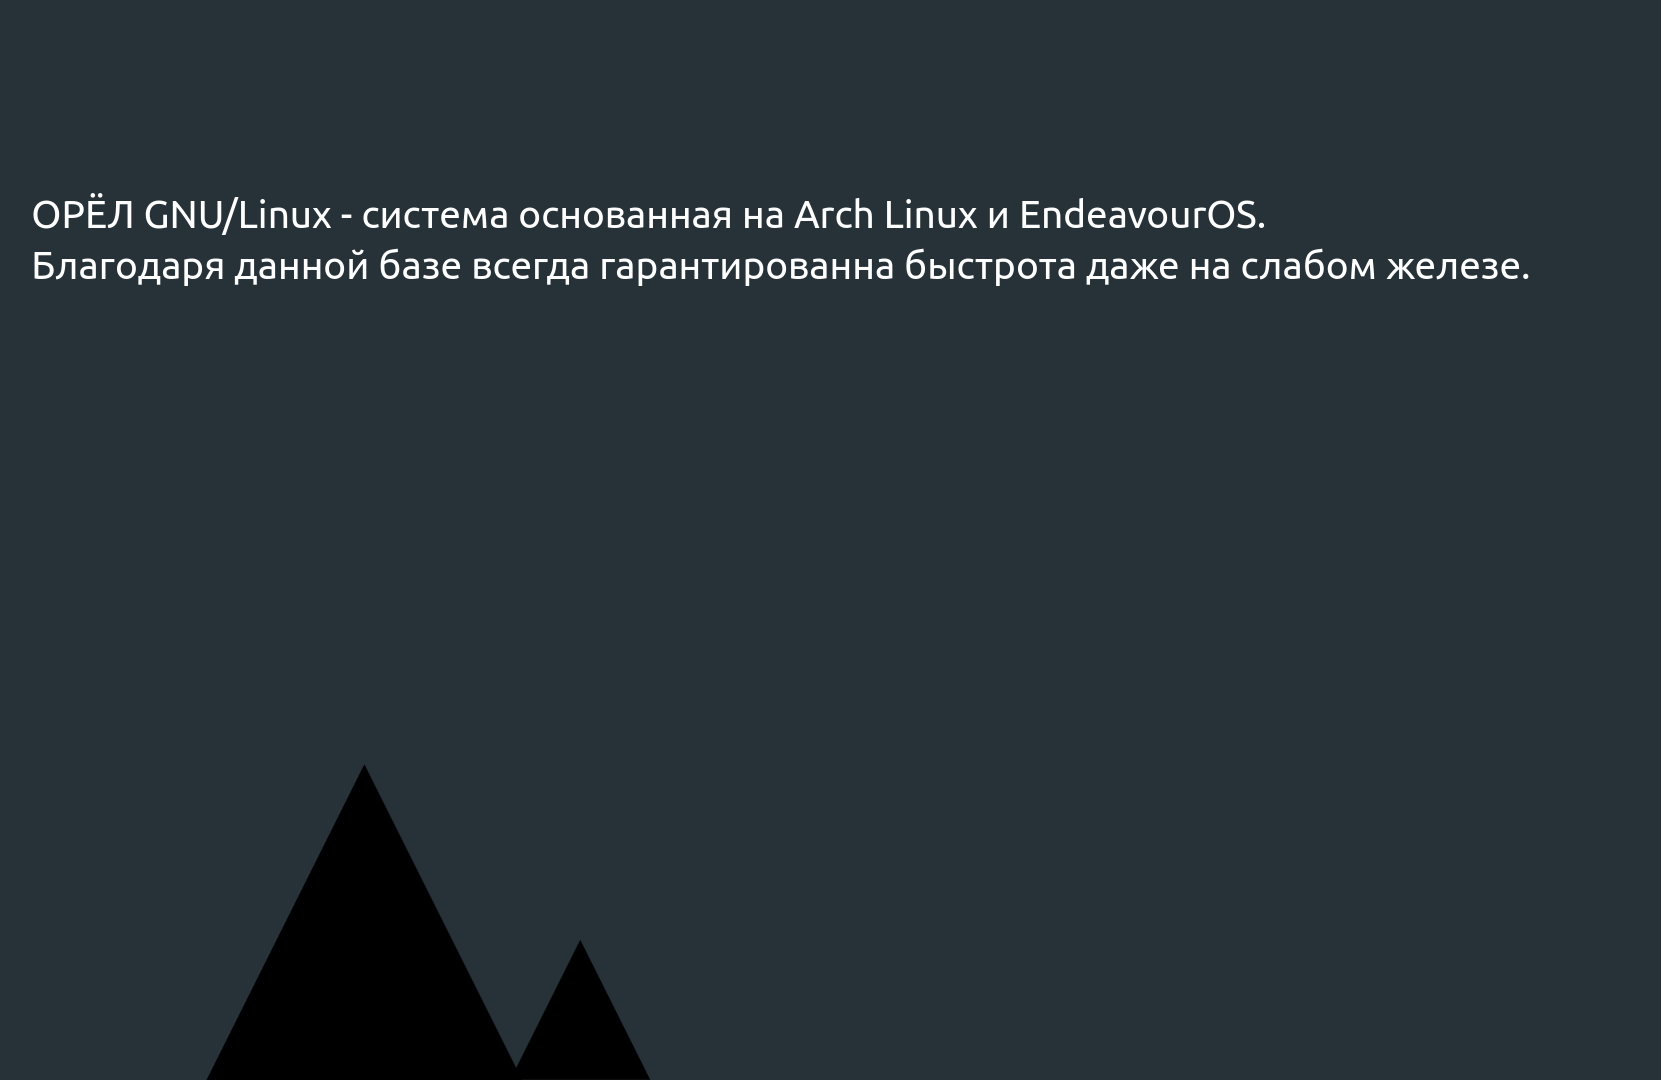 ОРЁЛ GNU/Linux - система основанная на Arch Linux и EndeavourOS.
Благодаря данной базе всегда гарантированна быстрота даже на слабом железе.